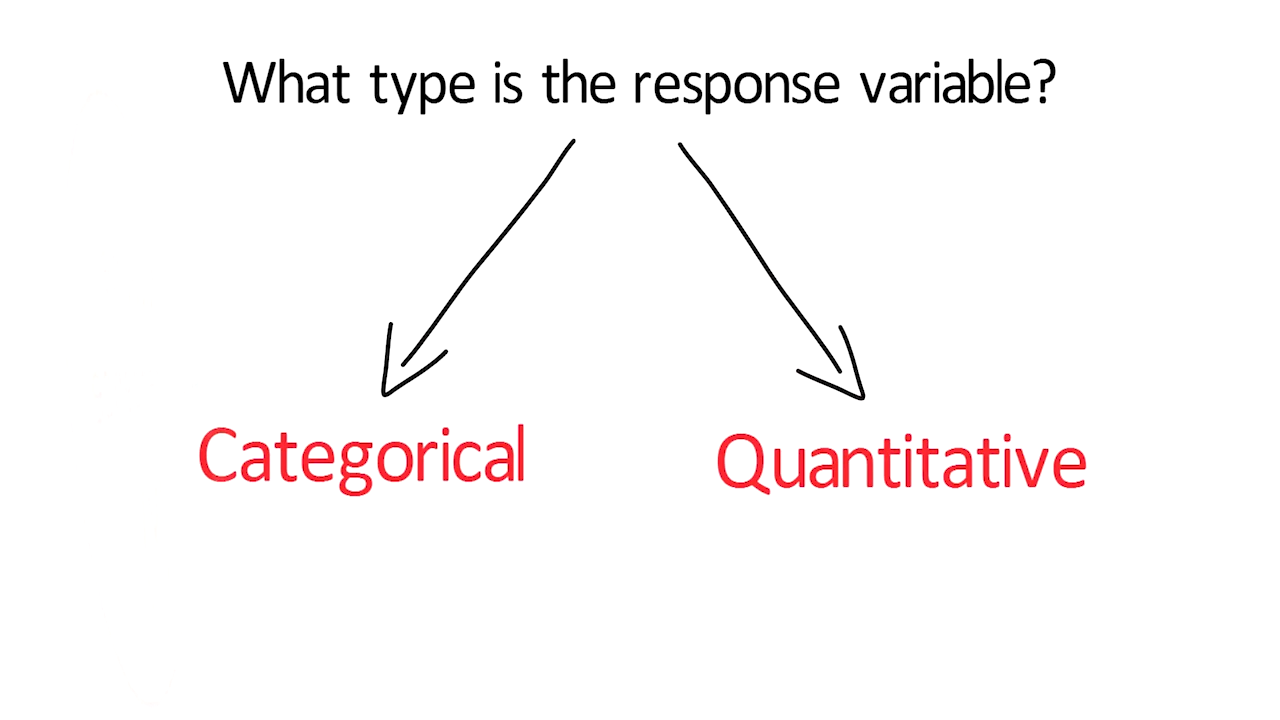 What type is the response variable?
Categorical
Quantitative